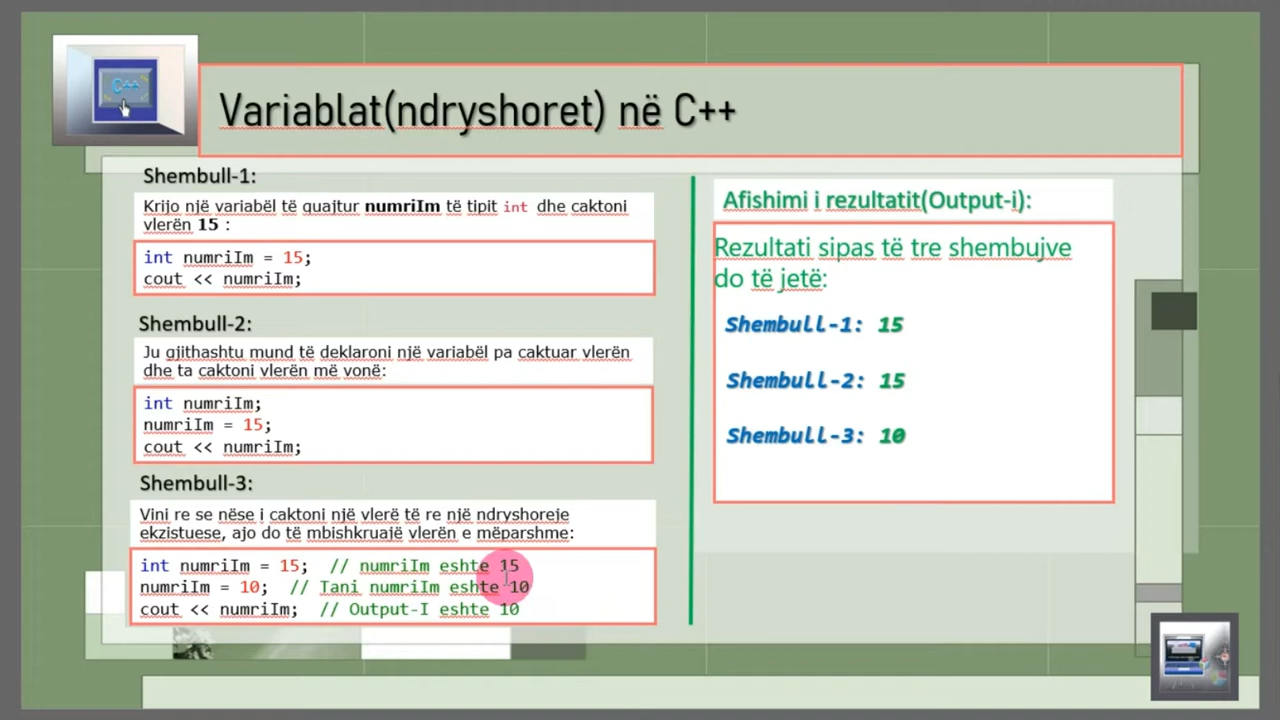 C++
Variablat(ndryshoret) në C++
Shembull-1:
Krijo një variabël të quajtur numriIm të tipit int dhe caktoni
vlerën 15 :
int numriIm = 15;
cout << numriIm;
Shembull-2:
Ju gjithashtu mund të deklaroni një variabël pa caktuar vlerën
dhe ta caktoni vlerën më vonë:
int numriIm;
numriIm = 15;
cout << numriIm;
Shembull-3:
Vini re se nëse i caktoni një vlerë të re një ndryshoreje
ekzistuese, ajo do të mbishkruajë vlerën e mëparshme:
int numriIm = 15;  // numriIm eshte 15
numriIm = 10;  // Tani numriIm eshte 10
cout << numriIm;  // Output-I eshte 10
Afishimi i rezultatit(Output-i):
Rezultati sipas të tre shembujve
do të jetë:
Shembull-1: 15
Shembull-2: 15
Shembull-3: 10